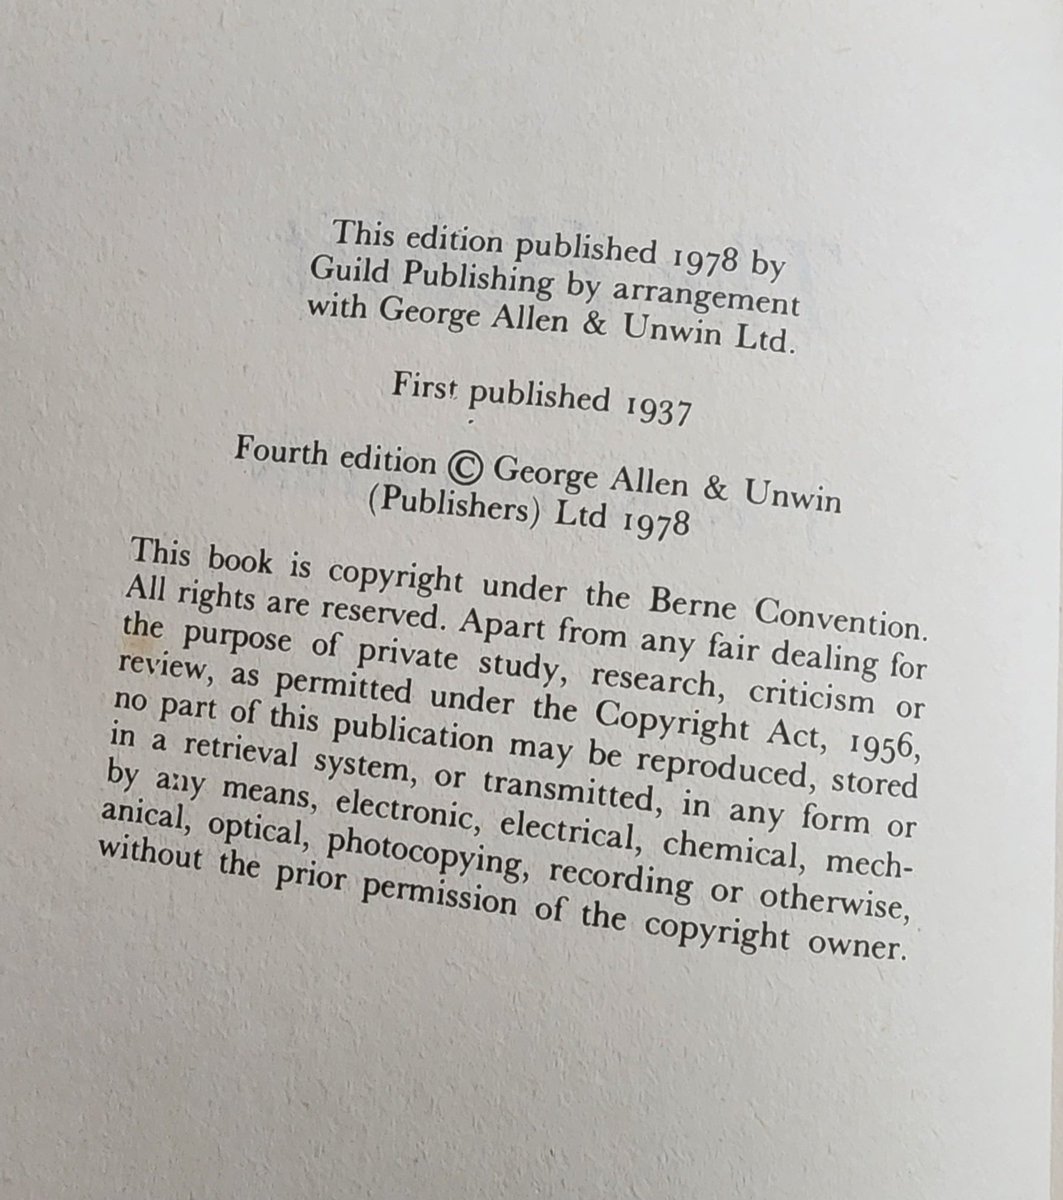 This edition published 1978 by
Guild Publishing by arrangement
with George Allen & Unwin Ltd.
First published 1937
Fourth edition © George Allen & Unwin
(Publishers) Ltd 1978
This book is copyright under the Berne Convention.
All rights are reserved. Apart from any fair dealing for
the purpose of private study, research, criticism or
review, as permitted under the Copyright Act, 1956,
no part of this publication may be reproduced, stored
in a retrieval system, or transmitted, in any form or
by any means, electronic, electrical, chemical, mech-
anical, optical, photocopying, recording or otherwise,
without the prior permission of the copyright owner.